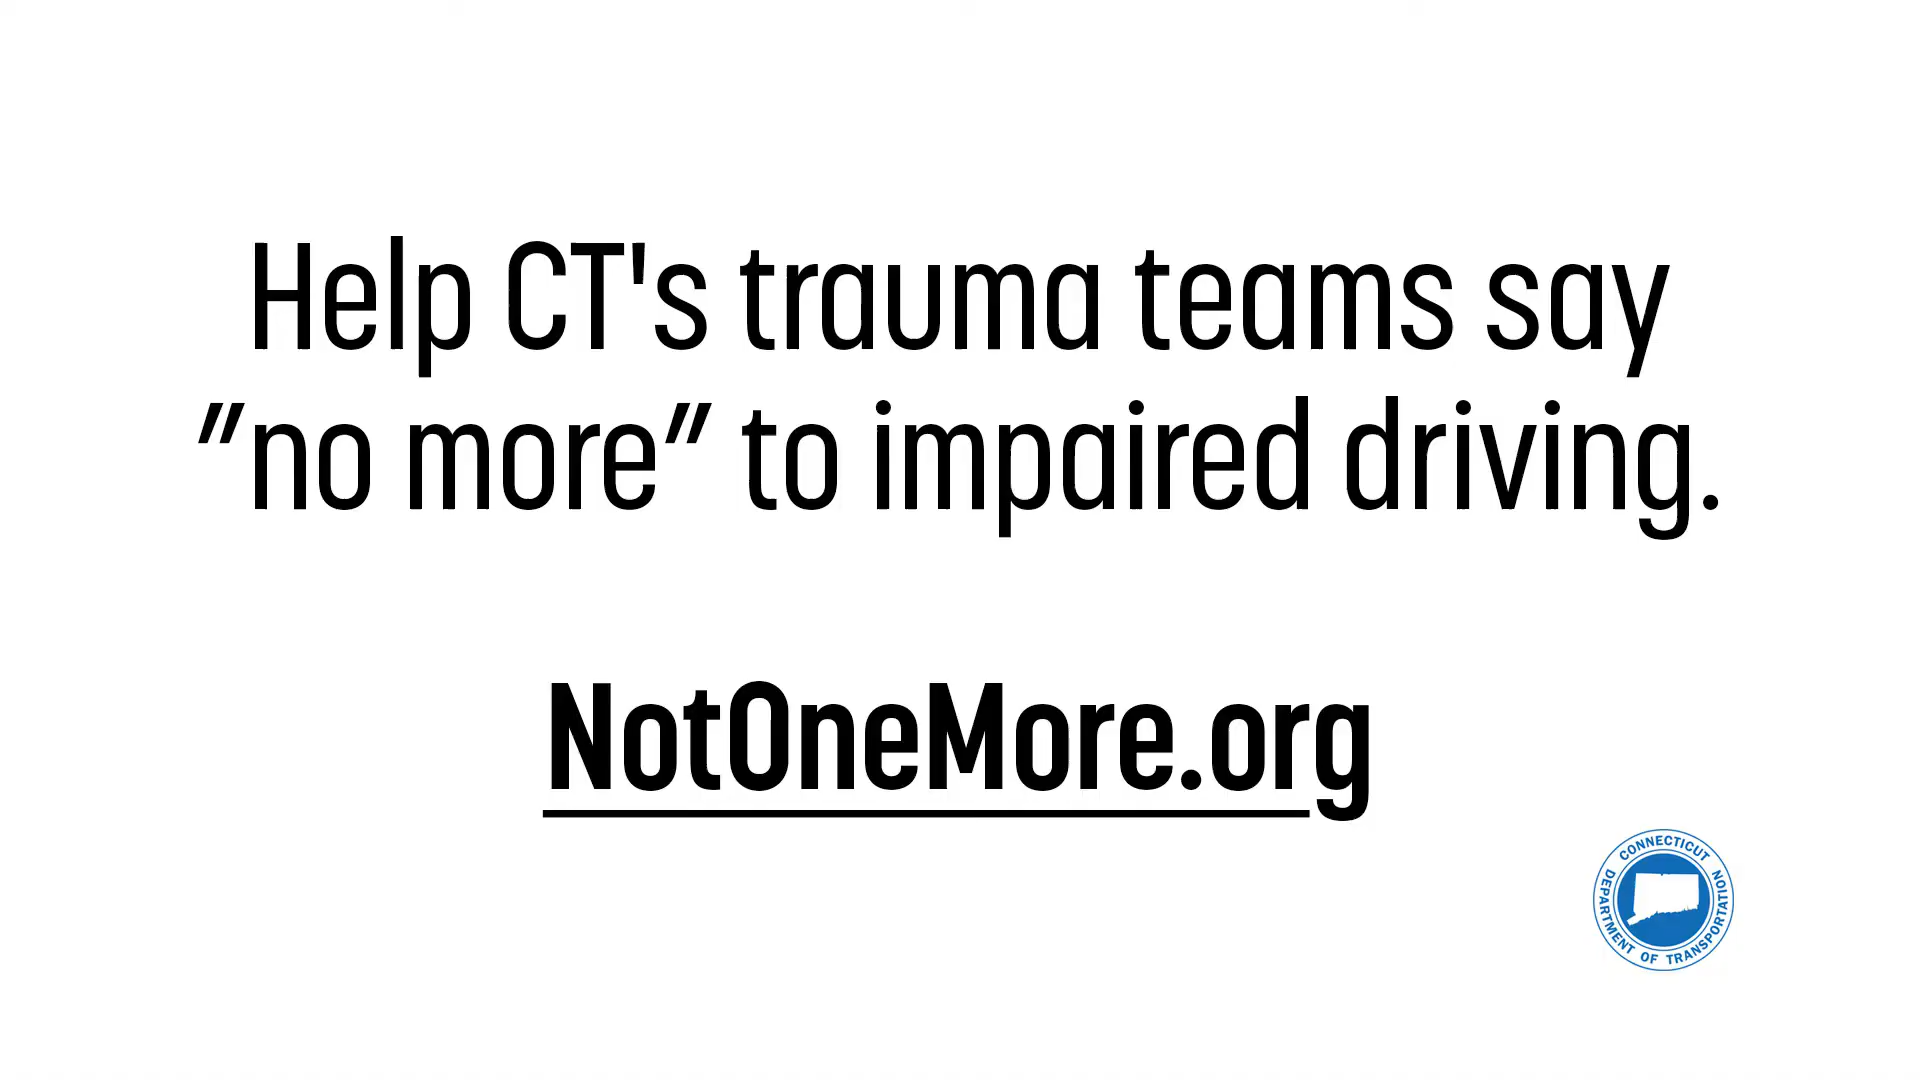 Help CT's trauma teams say
"no more" to impaired driving.
NotOneMore.org
CONNECTICUT
DEPARTMENT OF TRANSPORTATION